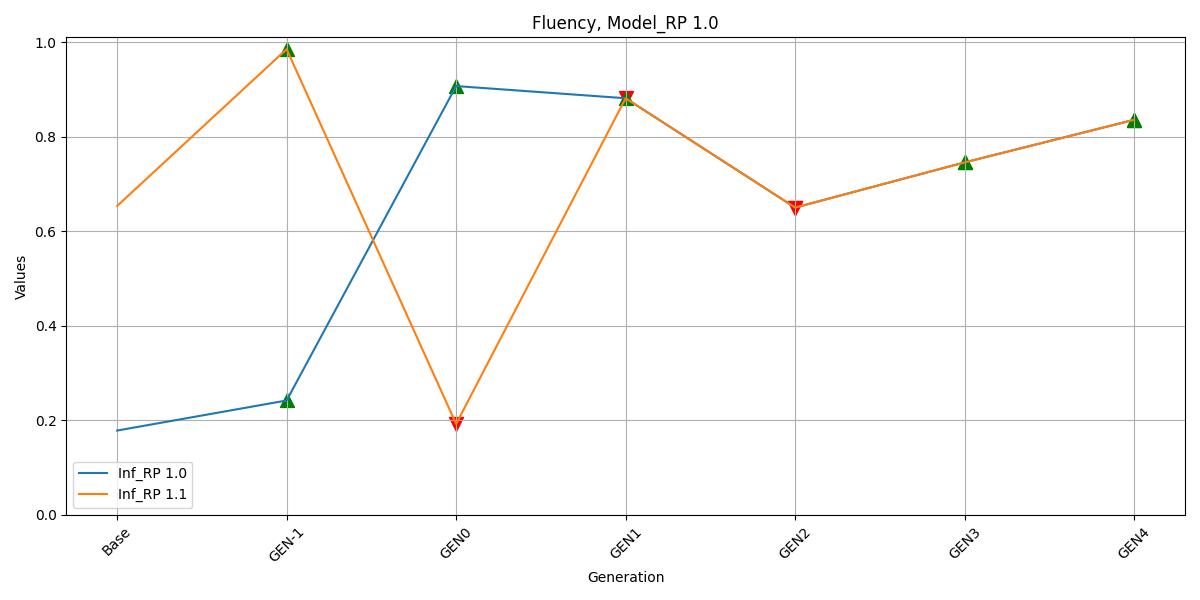 Fluency, Model_RP 1.0
1.0
0.8
0.6
0.4
0.2
0.0
Values
Inf_RP 1.0
Inf_RP 1.1
Base
GEN-1
GEN0
GEN1
GEN2
GEN3
GEN4
Generation